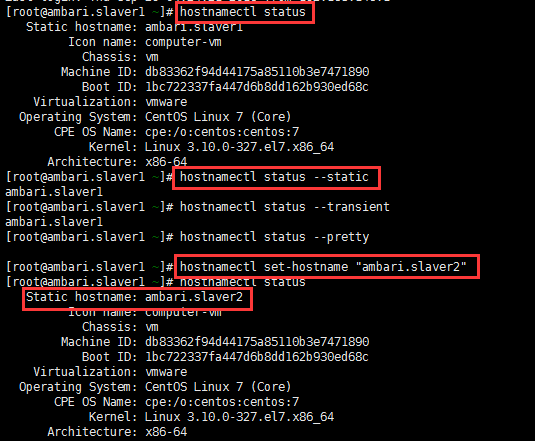 [root@ambari.slaver1 ~]# hostnamectl status
Static hostname: ambari.slaver1
Icon name: computer-vm
Chassis: vm
Machine ID: db83362f94d44175a85110b3e7471890
Boot ID: 1bc722337fa447d6b8dd162b930ed68c
Virtualization: vmware
Operating System: CentOS Linux 7 (Core)
CPE OS Name: cpe:/o:centos:centos:7
Kernel: Linux 3.10.0-327.el7.x86_64
Architecture: x86-64
[root@ambari.slaver1 ~]# hostnamectl status --static
ambari.slaver1
[root@ambari.slaver1 ~]# hostnamectl status --transient
ambari.slaver1
[root@ambari.slaver1 ~]# hostnamectl status --pretty
[root@ambari.slaver1 ~]# hostnamectl set-hostname "ambari.slaver2"
[root@ambari.slaver1 ~]# hostnamectl status
Static hostname: ambari.slaver2
Icon name: computer-vm
Chassis: vm
Machine ID: db83362f94d44175a85110b3e7471890
Boot ID: 1bc722337fa447d6b8dd162b930ed68c
Virtualization: vmware
Operating System: CentOS Linux 7 (Core)
CPE OS Name: cpe:/o:centos:centos:7
Kernel: Linux 3.10.0-327.el7.x86_64
Architecture: x86-64